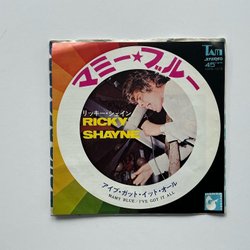 マミー★ブルー
リッキー・シェイン
RICKY
SHAYNE
アイブ・ガット・イット・オール
MAMY BLUE / I'VE GOT IT ALL
45